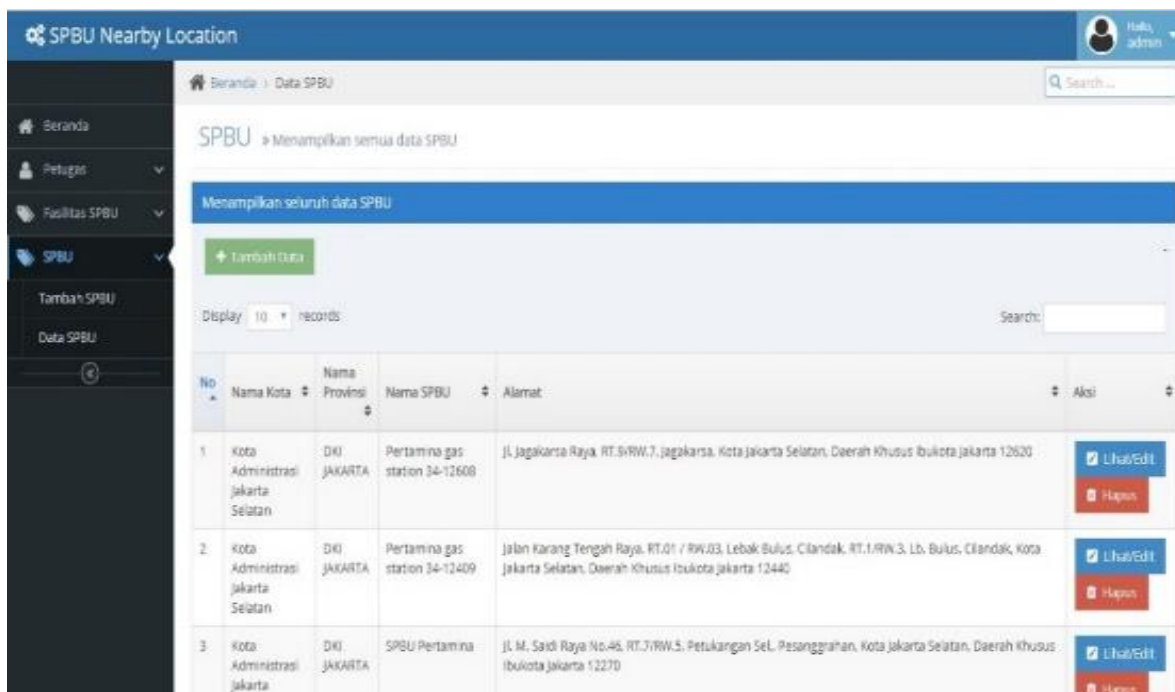 SPBU Nearby Location
Hallo,
admin
Beranda > Data SPBU
Search ...
Beranda
Petugas
Fasilitas SPBU
SPBU
Tambah SPBU
Data SPBU
SPBU » Menampilkan semua data SPBU
Menampilkan seluruh data SPBU
+ Tambah Data
Display 10 records
Search:
No
Nama Kota
Nama
Provinsi
Nama SPBU
Alamat
Aksi
1
Kota
Administrasi
Jakarta
Selatan
DKI
JAKARTA
Pertamina gas
station 34-12608
Jl. Jagakarsa Raya, RT.9/RW.7, Jagakarsa, Kota Jakarta Selatan, Daerah Khusus Ibukota Jakarta 12620
Lihat/Edit
Hapus
2
Kota
Administrasi
Jakarta
Selatan
DKI
JAKARTA
Pertamina gas
station 34-12409
Jalan Karang Tengah Raya, RT.01 / RW.03, Lebak Bulus, Cilandak, RT.1/RW.3, Lb. Bulus, Cilandak, Kota
Jakarta Selatan, Daerah Khusus Ibukota Jakarta 12440
Lihat/Edit
Hapus
3
Kota
Administrasi
Jakarta
DKI
JAKARTA
SPBU Pertamina
Jl. M. Saidi Raya No.46, RT.7/RW.5, Petukangan Sel., Pesanggrahan, Kota Jakarta Selatan, Daerah Khusus
Ibukota Jakarta 12270
Lihat/Edit
Hapus